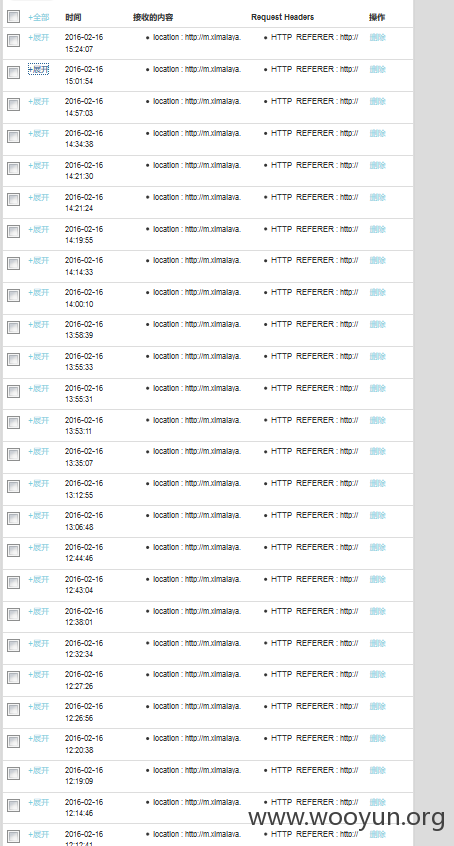 +全部 时间 接收的内容 Request Headers 操作
+展开 2016-02-16 • location : http://m.ximalaya. • HTTP_REFERER : http:// 删除
15:24:07
+展开 2016-02-16 • location : http://m.ximalaya. • HTTP_REFERER : http:// 删除
15:01:54
+展开 2016-02-16 • location : http://m.ximalaya. • HTTP_REFERER : http:// 删除
14:57:03
+展开 2016-02-16 • location : http://m.ximalaya. • HTTP_REFERER : http:// 删除
14:34:38
+展开 2016-02-16 • location : http://m.ximalaya. • HTTP_REFERER : http:// 删除
14:21:30
+展开 2016-02-16 • location : http://m.ximalaya. • HTTP_REFERER : http:// 删除
14:21:24
+展开 2016-02-16 • location : http://m.ximalaya. • HTTP_REFERER : http:// 删除
14:19:55
+展开 2016-02-16 • location : http://m.ximalaya. • HTTP_REFERER : http:// 删除
14:14:33
+展开 2016-02-16 • location : http://m.ximalaya. • HTTP_REFERER : http:// 删除
14:00:10
+展开 2016-02-16 • location : http://m.ximalaya. • HTTP_REFERER : http:// 删除
13:58:39
+展开 2016-02-16 • location : http://m.ximalaya. • HTTP_REFERER : http:// 删除
13:55:33
+展开 2016-02-16 • location : http://m.ximalaya. • HTTP_REFERER : http:// 删除
13:55:31
+展开 2016-02-16 • location : http://m.ximalaya. • HTTP_REFERER : http:// 删除
13:53:11
+展开 2016-02-16 • location : http://m.ximalaya. • HTTP_REFERER : http:// 删除
13:35:07
+展开 2016-02-16 • location : http://m.ximalaya. • HTTP_REFERER : http:// 删除
13:12:55
+展开 2016-02-16 • location : http://m.ximalaya. • HTTP_REFERER : http:// 删除
13:06:48
+展开 2016-02-16 • location : http://m.ximalaya. • HTTP_REFERER : http:// 删除
12:44:46
+展开 2016-02-16 • location : http://m.ximalaya. • HTTP_REFERER : http:// 删除
12:43:04
+展开 2016-02-16 • location : http://m.ximalaya. • HTTP_REFERER : http:// 删除
12:38:01
+展开 2016-02-16 • location : http://m.ximalaya. • HTTP_REFERER : http:// 删除
12:32:34
+展开 2016-02-16 • location : http://m.ximalaya. • HTTP_REFERER : http:// 删除
12:27:26
+展开 2016-02-16 • location : http://m.ximalaya. • HTTP_REFERER : http:// 删除
12:26:56
+展开 2016-02-16 • location : http://m.ximalaya. • HTTP_REFERER : http:// 删除
12:20:38
+展开 2016-02-16 • location : http://m.ximalaya. • HTTP_REFERER : http:// 删除
12:19:09
+展开 2016-02-16 • location : http://m.ximalaya. • HTTP_REFERER : http:// 删除
12:14:46
www.wooyun.org
+展开 2016-02-16 • location : http://m.ximalaya. • HTTP_REFERER : http:// 删除
12:12:41